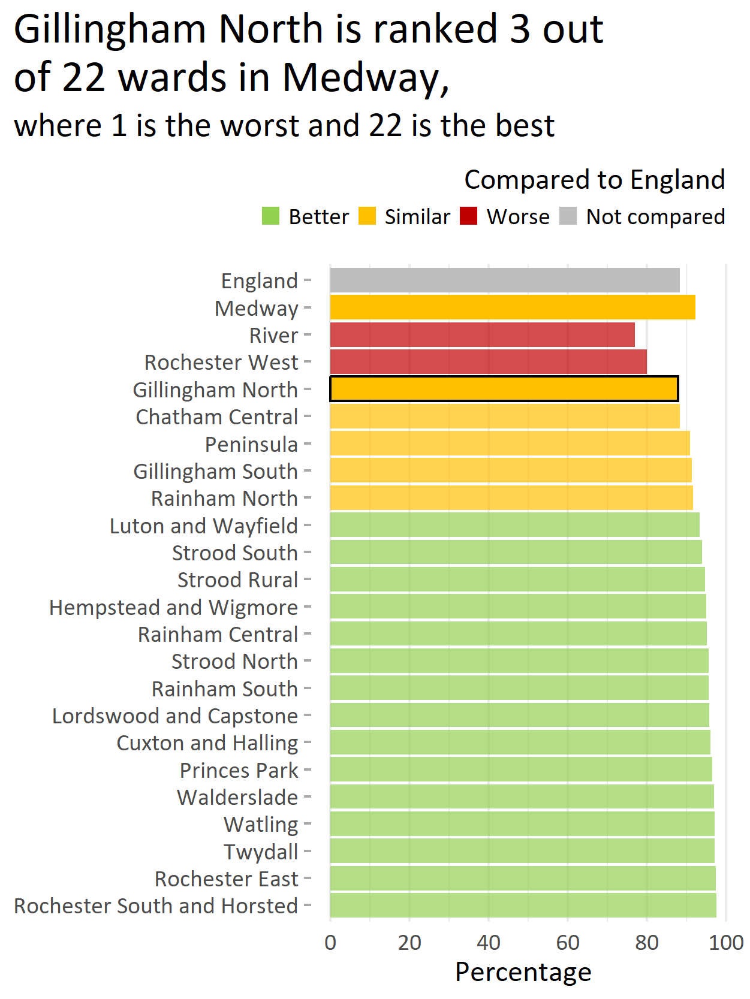 Gillingham North is ranked 3 out
of 22 wards in Medway,
where 1 is the worst and 22 is the best
Compared to England
Better Similar Worse Not compared
England
Medway
River
Rochester West
Gillingham North
Chatham Central
Peninsula
Gillingham South
Rainham North
Luton and Wayfield
Strood South
Strood Rural
Hempstead and Wigmore
Rainham Central
Strood North
Rainham South
Lordswood and Capstone
Cuxton and Halling
Princes Park
Walderslade
Watling
Twydall
Rochester East
Rochester South and Horsted
0 20 40 60 80 100
Percentage